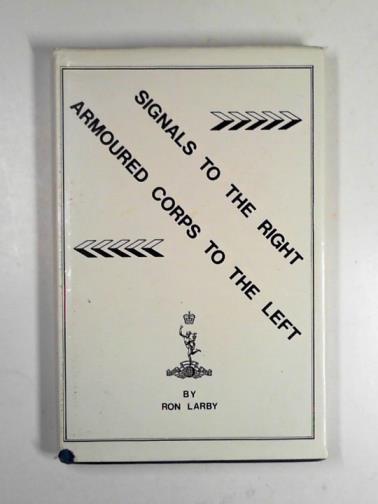 SIGNALS TO THE RIGHT
ARMOURED CORPS TO THE LEFT
BY
RON LARBY